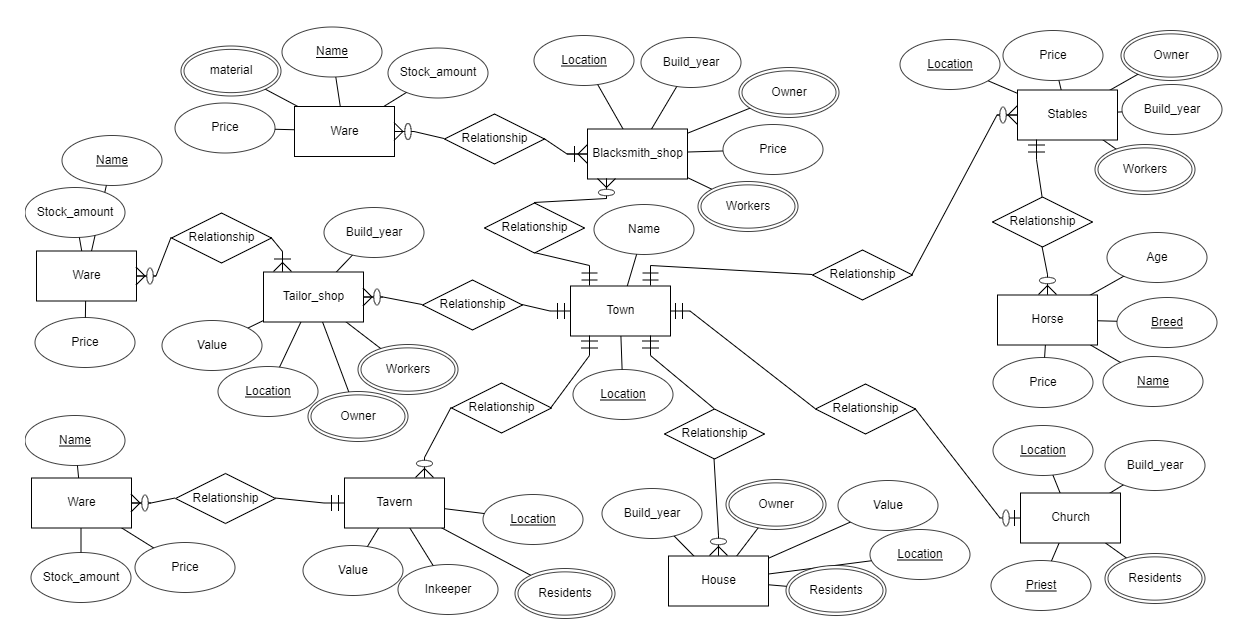 Name
material
Stock_amount
Price
Ware
Relationship
Location
Build_year
Owner
Price
Workers
Blacksmith_shop
Location
Price
Owner
Build_year
Workers
Stables
Name
Stock_amount
Ware
Price
Relationship
Build_year
Tailor_shop
Value
Location
Owner
Workers
Relationship
Relationship
Name
Town
Location
Relationship
Relationship
Age
Horse
Breed
Price
Name
Relationship
Relationship
Relationship
Name
Ware
Stock_amount
Price
Relationship
Tavern
Location
Value
Inkeeper
Residents
Build_year
Owner
Value
Location
House
Residents
Location
Build_year
Church
Priest
Residents